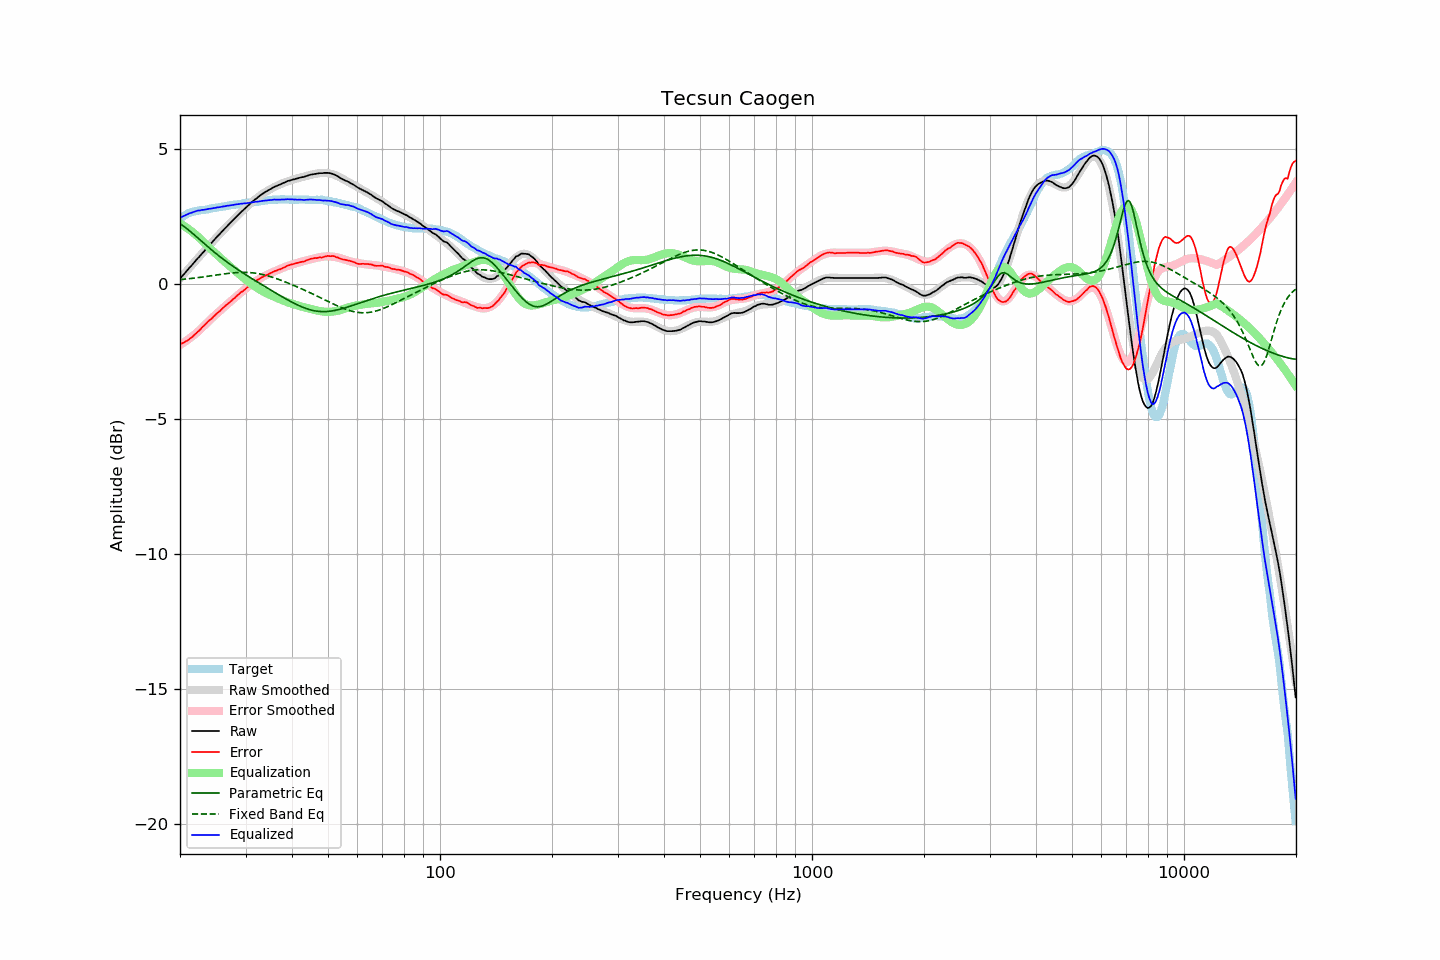 Tecsun Caogen
Amplitude (dBr)
5
0
−5
−10
−15
−20
Target
Raw Smoothed
Error Smoothed
Raw
Error
Equalization
Parametric Eq
Fixed Band Eq
Equalized
100 1000 10000
Frequency (Hz)